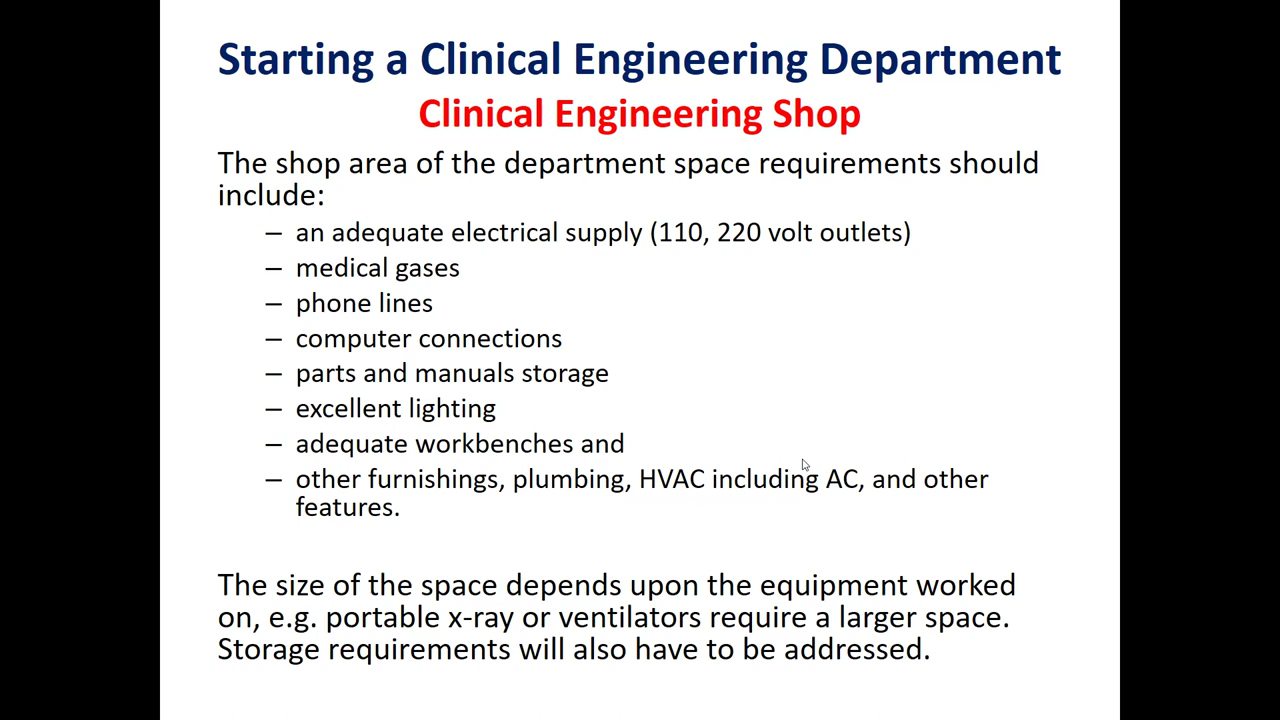 Starting a Clinical Engineering Department
Clinical Engineering Shop
The shop area of the department space requirements should
include:
– an adequate electrical supply (110, 220 volt outlets)
– medical gases
– phone lines
– computer connections
– parts and manuals storage
– excellent lighting
– adequate workbenches and
– other furnishings, plumbing, HVAC including AC, and other
features.
The size of the space depends upon the equipment worked
on, e.g. portable x-ray or ventilators require a larger space.
Storage requirements will also have to be addressed.